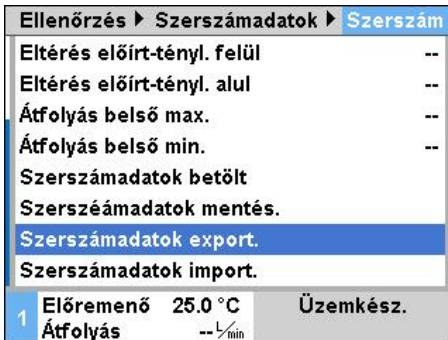 Ellenőrzés ▶ Szerszámadatok ▶ Szerszám
Eltérés előírt-tényl. felül --
Eltérés előírt-tényl. alul --
Átfolyás belső max. --
Átfolyás belső min. --
Szerszámadatok betölt
Szerszéámadatok mentés.
Szerszámadatok export.
Szerszámadatok import.
1 Előremenő 25.0 °C Üzemkész.
Átfolyás -- L/min